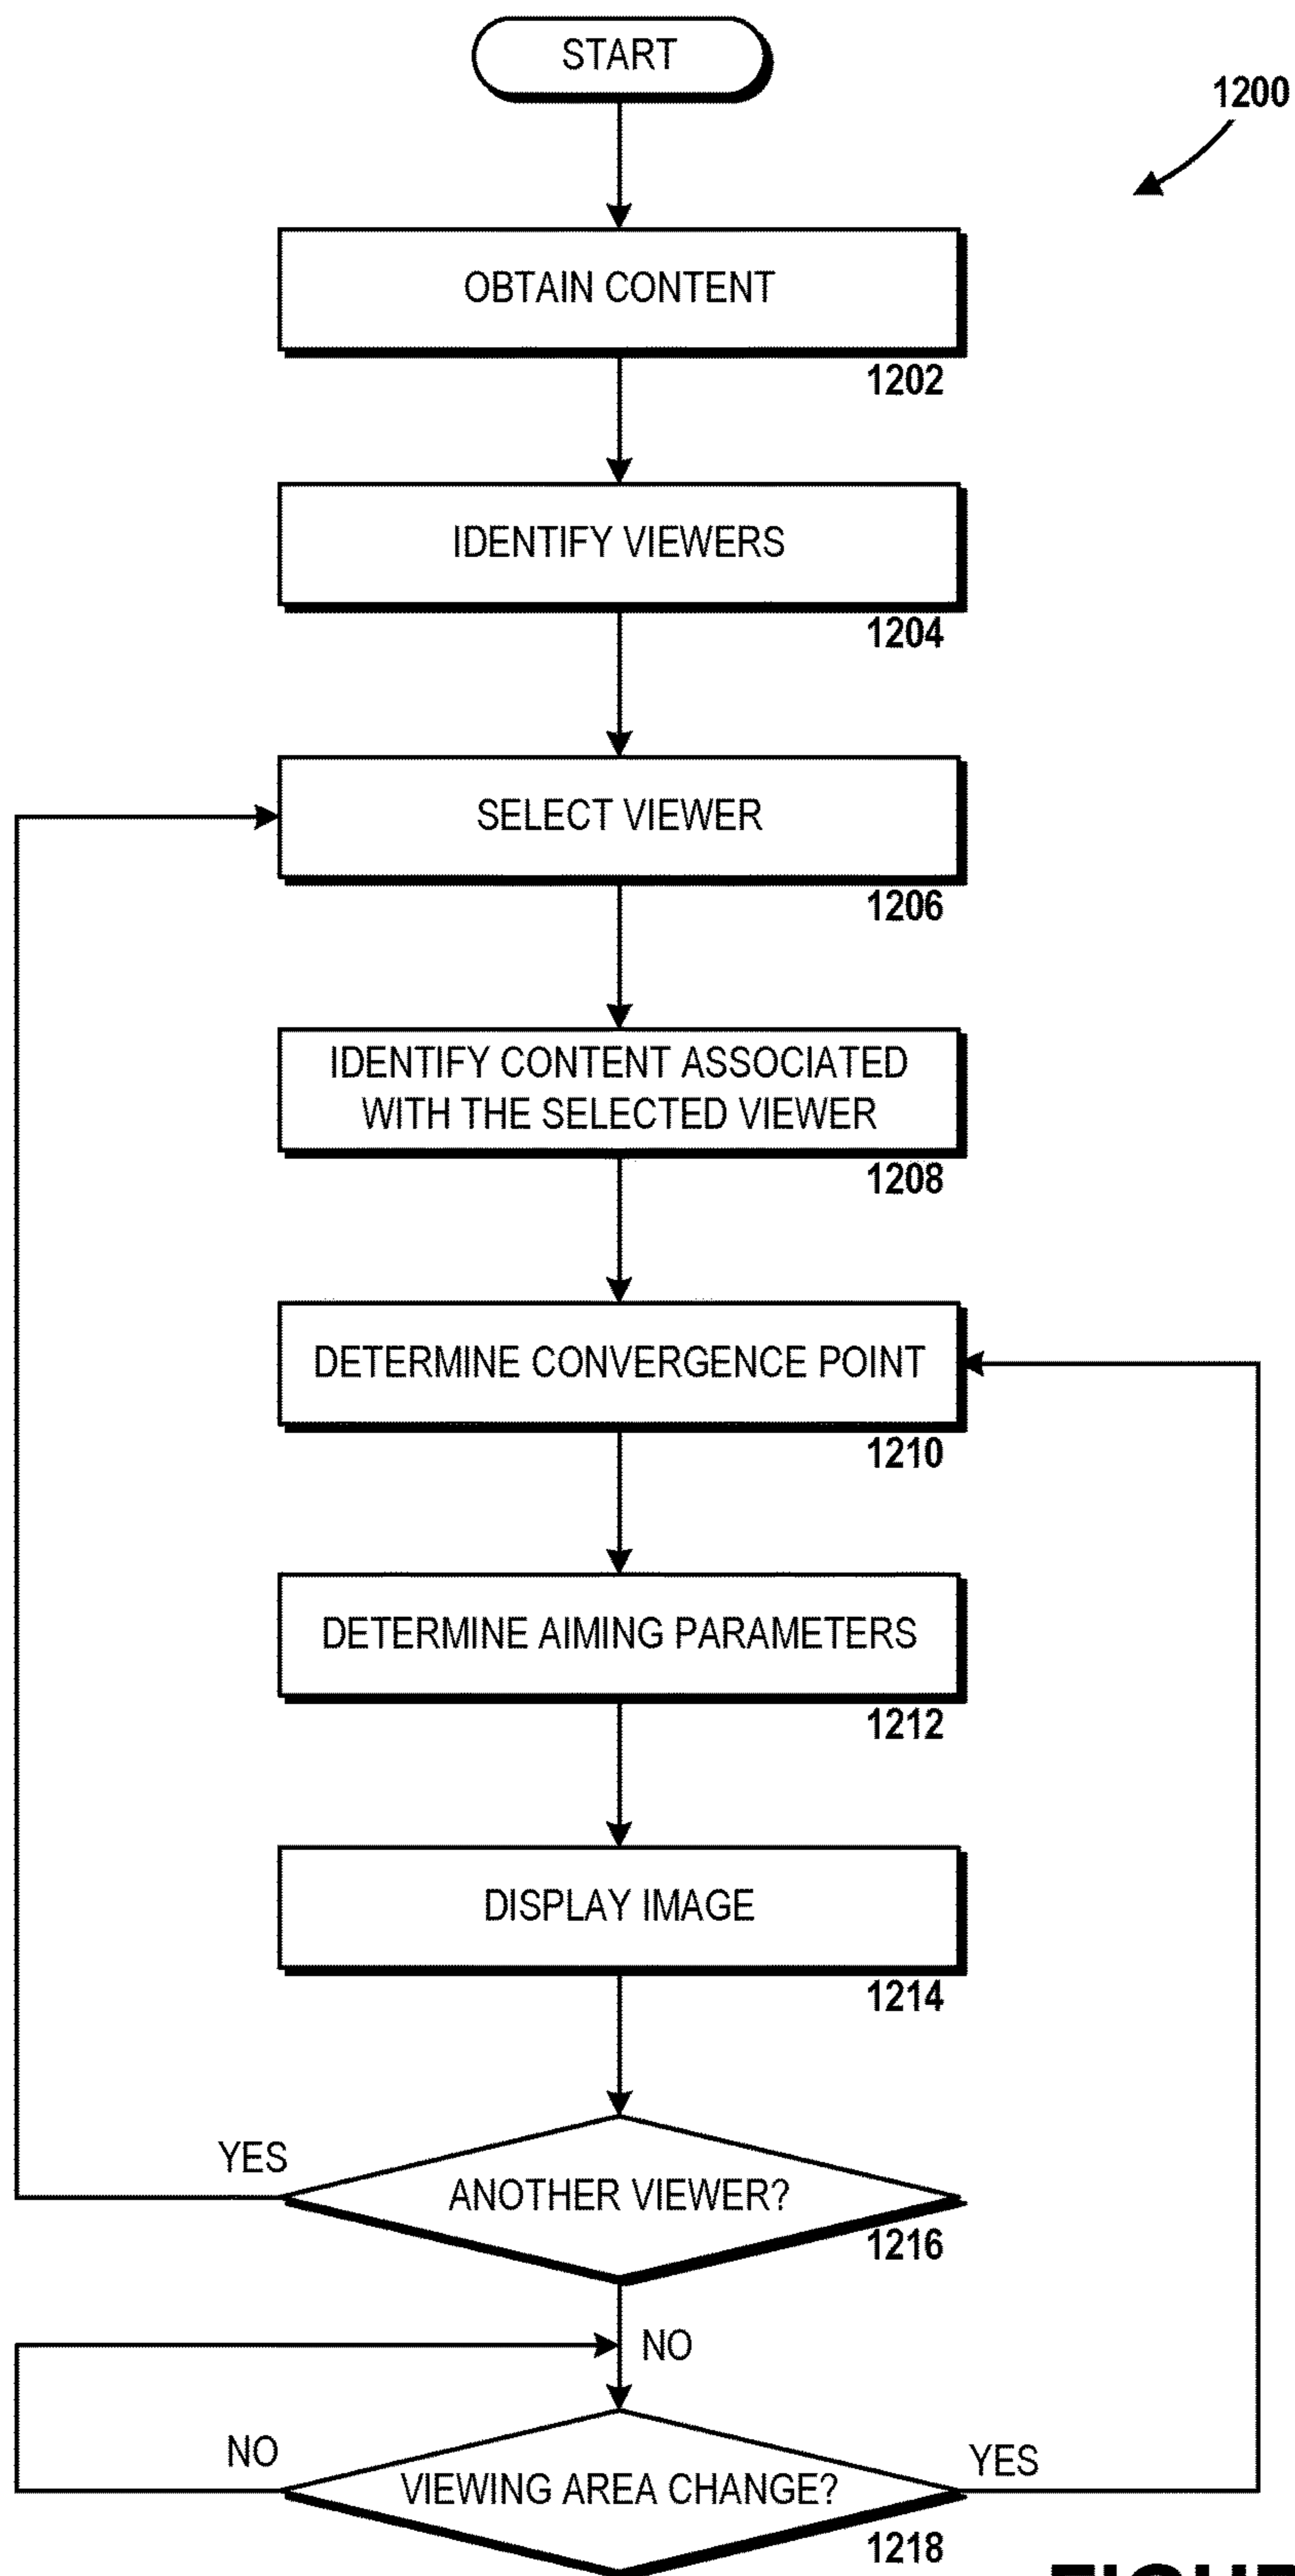 START
1200
OBTAIN CONTENT
1202
IDENTIFY VIEWERS
1204
SELECT VIEWER
1206
IDENTIFY CONTENT ASSOCIATED
WITH THE SELECTED VIEWER
1208
DETERMINE CONVERGENCE POINT
1210
DETERMINE AIMING PARAMETERS
1212
DISPLAY IMAGE
1214
YES
ANOTHER VIEWER?
1216
NO
NO
VIEWING AREA CHANGE?
YES
1218